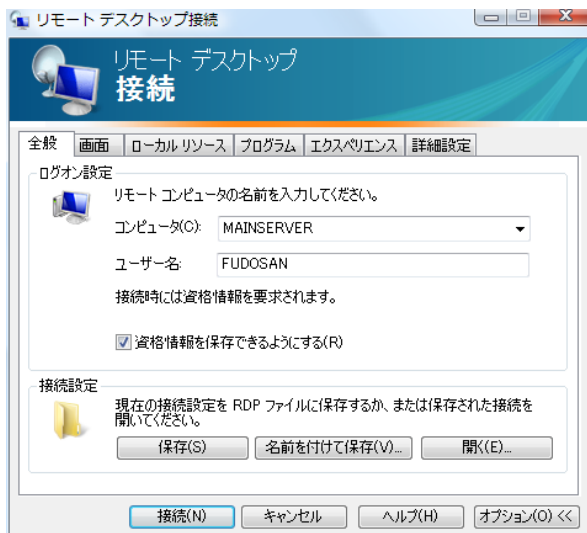 リモート デスクトップ接続
リモート デスクトップ
接続
全般 画面 ローカル リソース プログラム エクスペリエンス 詳細設定
ログオン設定
リモート コンピュータの名前を入力してください。
コンピュータ(C): MAINSERVER
ユーザー名: FUDOSAN
接続時には資格情報を要求されます。
資格情報を保存できるようにする(R)
接続設定
現在の接続設定を RDP ファイルに保存するか、または保存された接続を
開いてください。
保存(S) 名前を付けて保存(V)... 開く(E)...
接続(N) キャンセル ヘルプ(H) オプション(O) <<